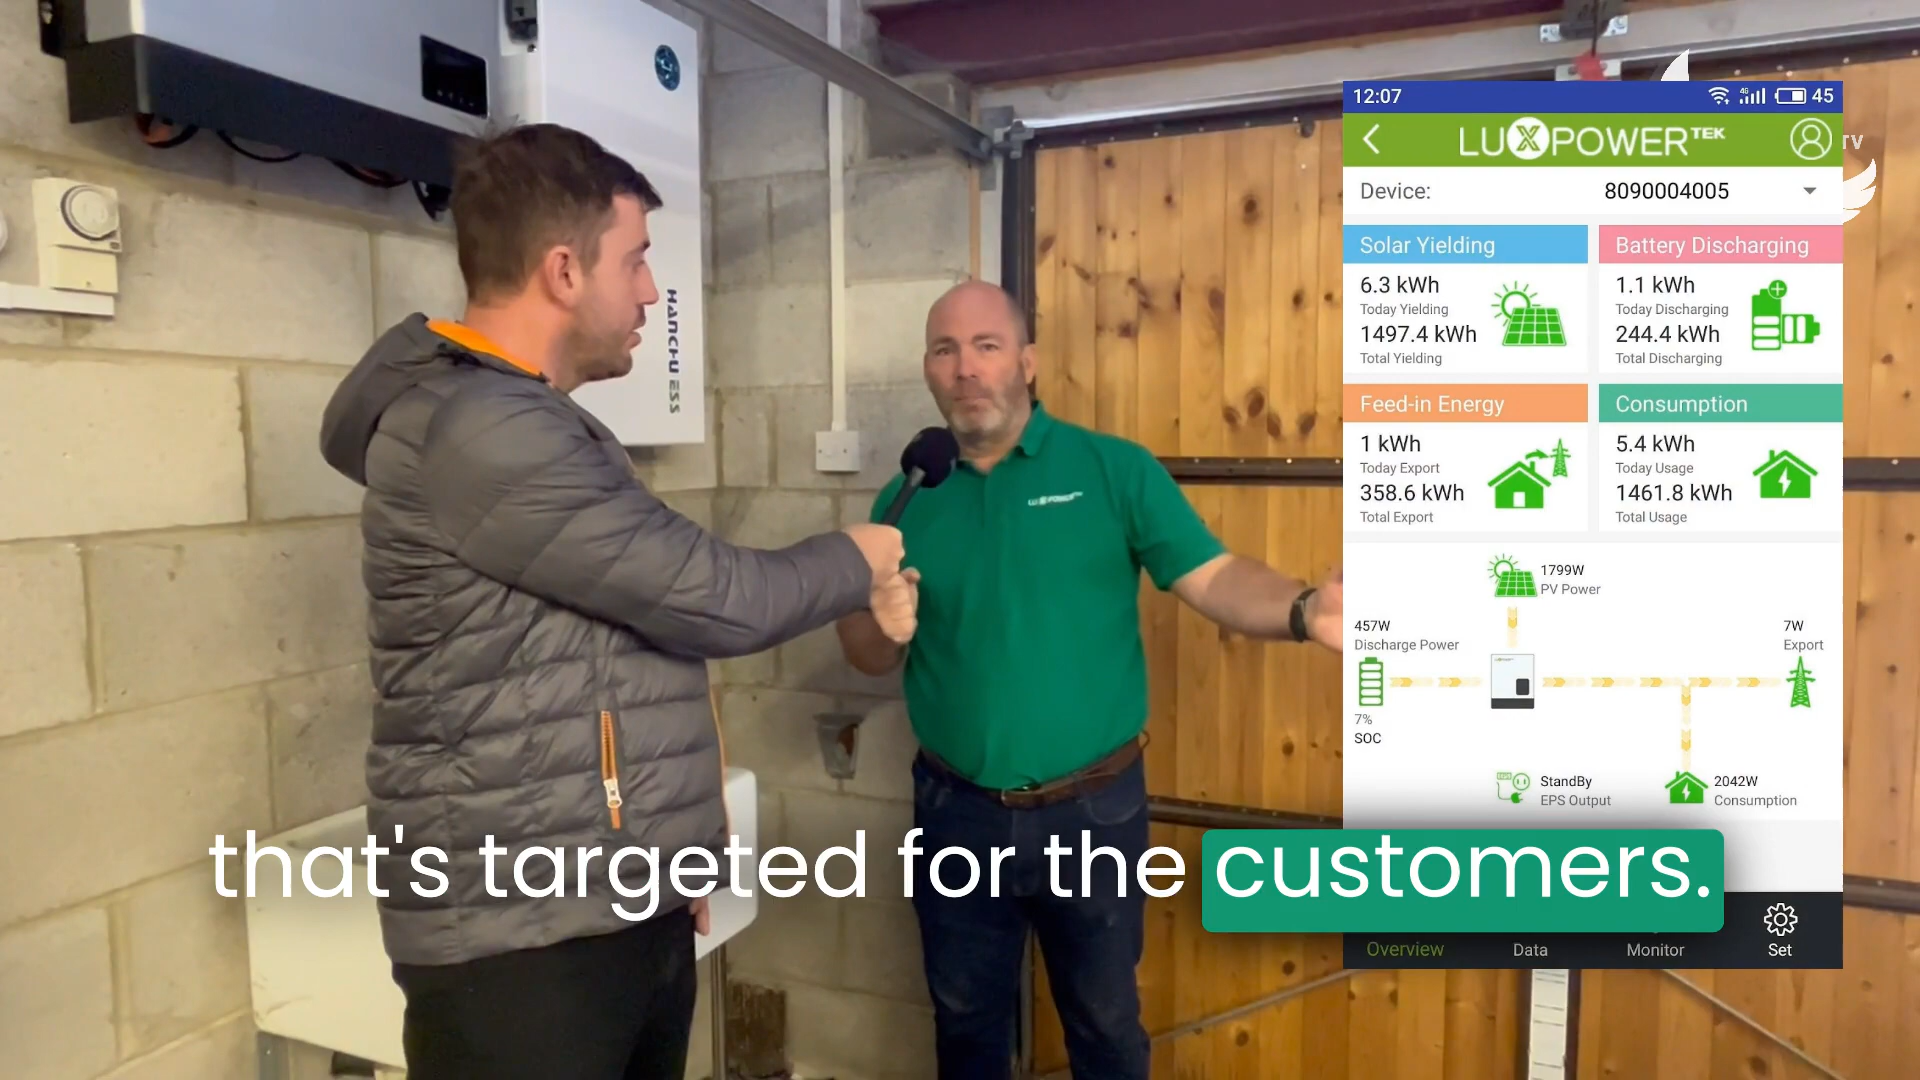 HANCHU ESS
LUXPOWERTEK
12:07
4G
45
LUXPOWERTEK
TV
Device:
8090004005
Solar Yielding
6.3 kWh
Today Yielding
1497.4 kWh
Total Yielding
Battery Discharging
1.1 kWh
Today Discharging
244.4 kWh
Total Discharging
Feed-in Energy
1 kWh
Today Export
358.6 kWh
Total Export
Consumption
5.4 kWh
Today Usage
1461.8 kWh
Total Usage
1799W
PV Power
457W
Discharge Power
7W
Export
7%
SOC
StandBy
EPS Output
2042W
Consumption
that's targeted for the customers.
Overview
Data
Monitor
Set